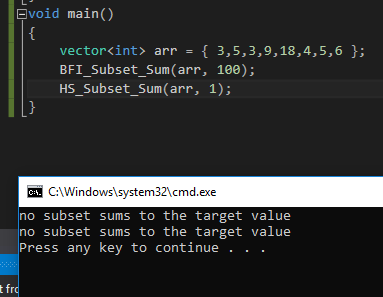 void main()
{
vector<int> arr = { 3,5,3,9,18,4,5,6 };
BFI_Subset_Sum(arr, 100);
HS_Subset_Sum(arr, 1);
}
C:\Windows\system32\cmd.exe
no subset sums to the target value
no subset sums to the target value
Press any key to continue . . .
t fro